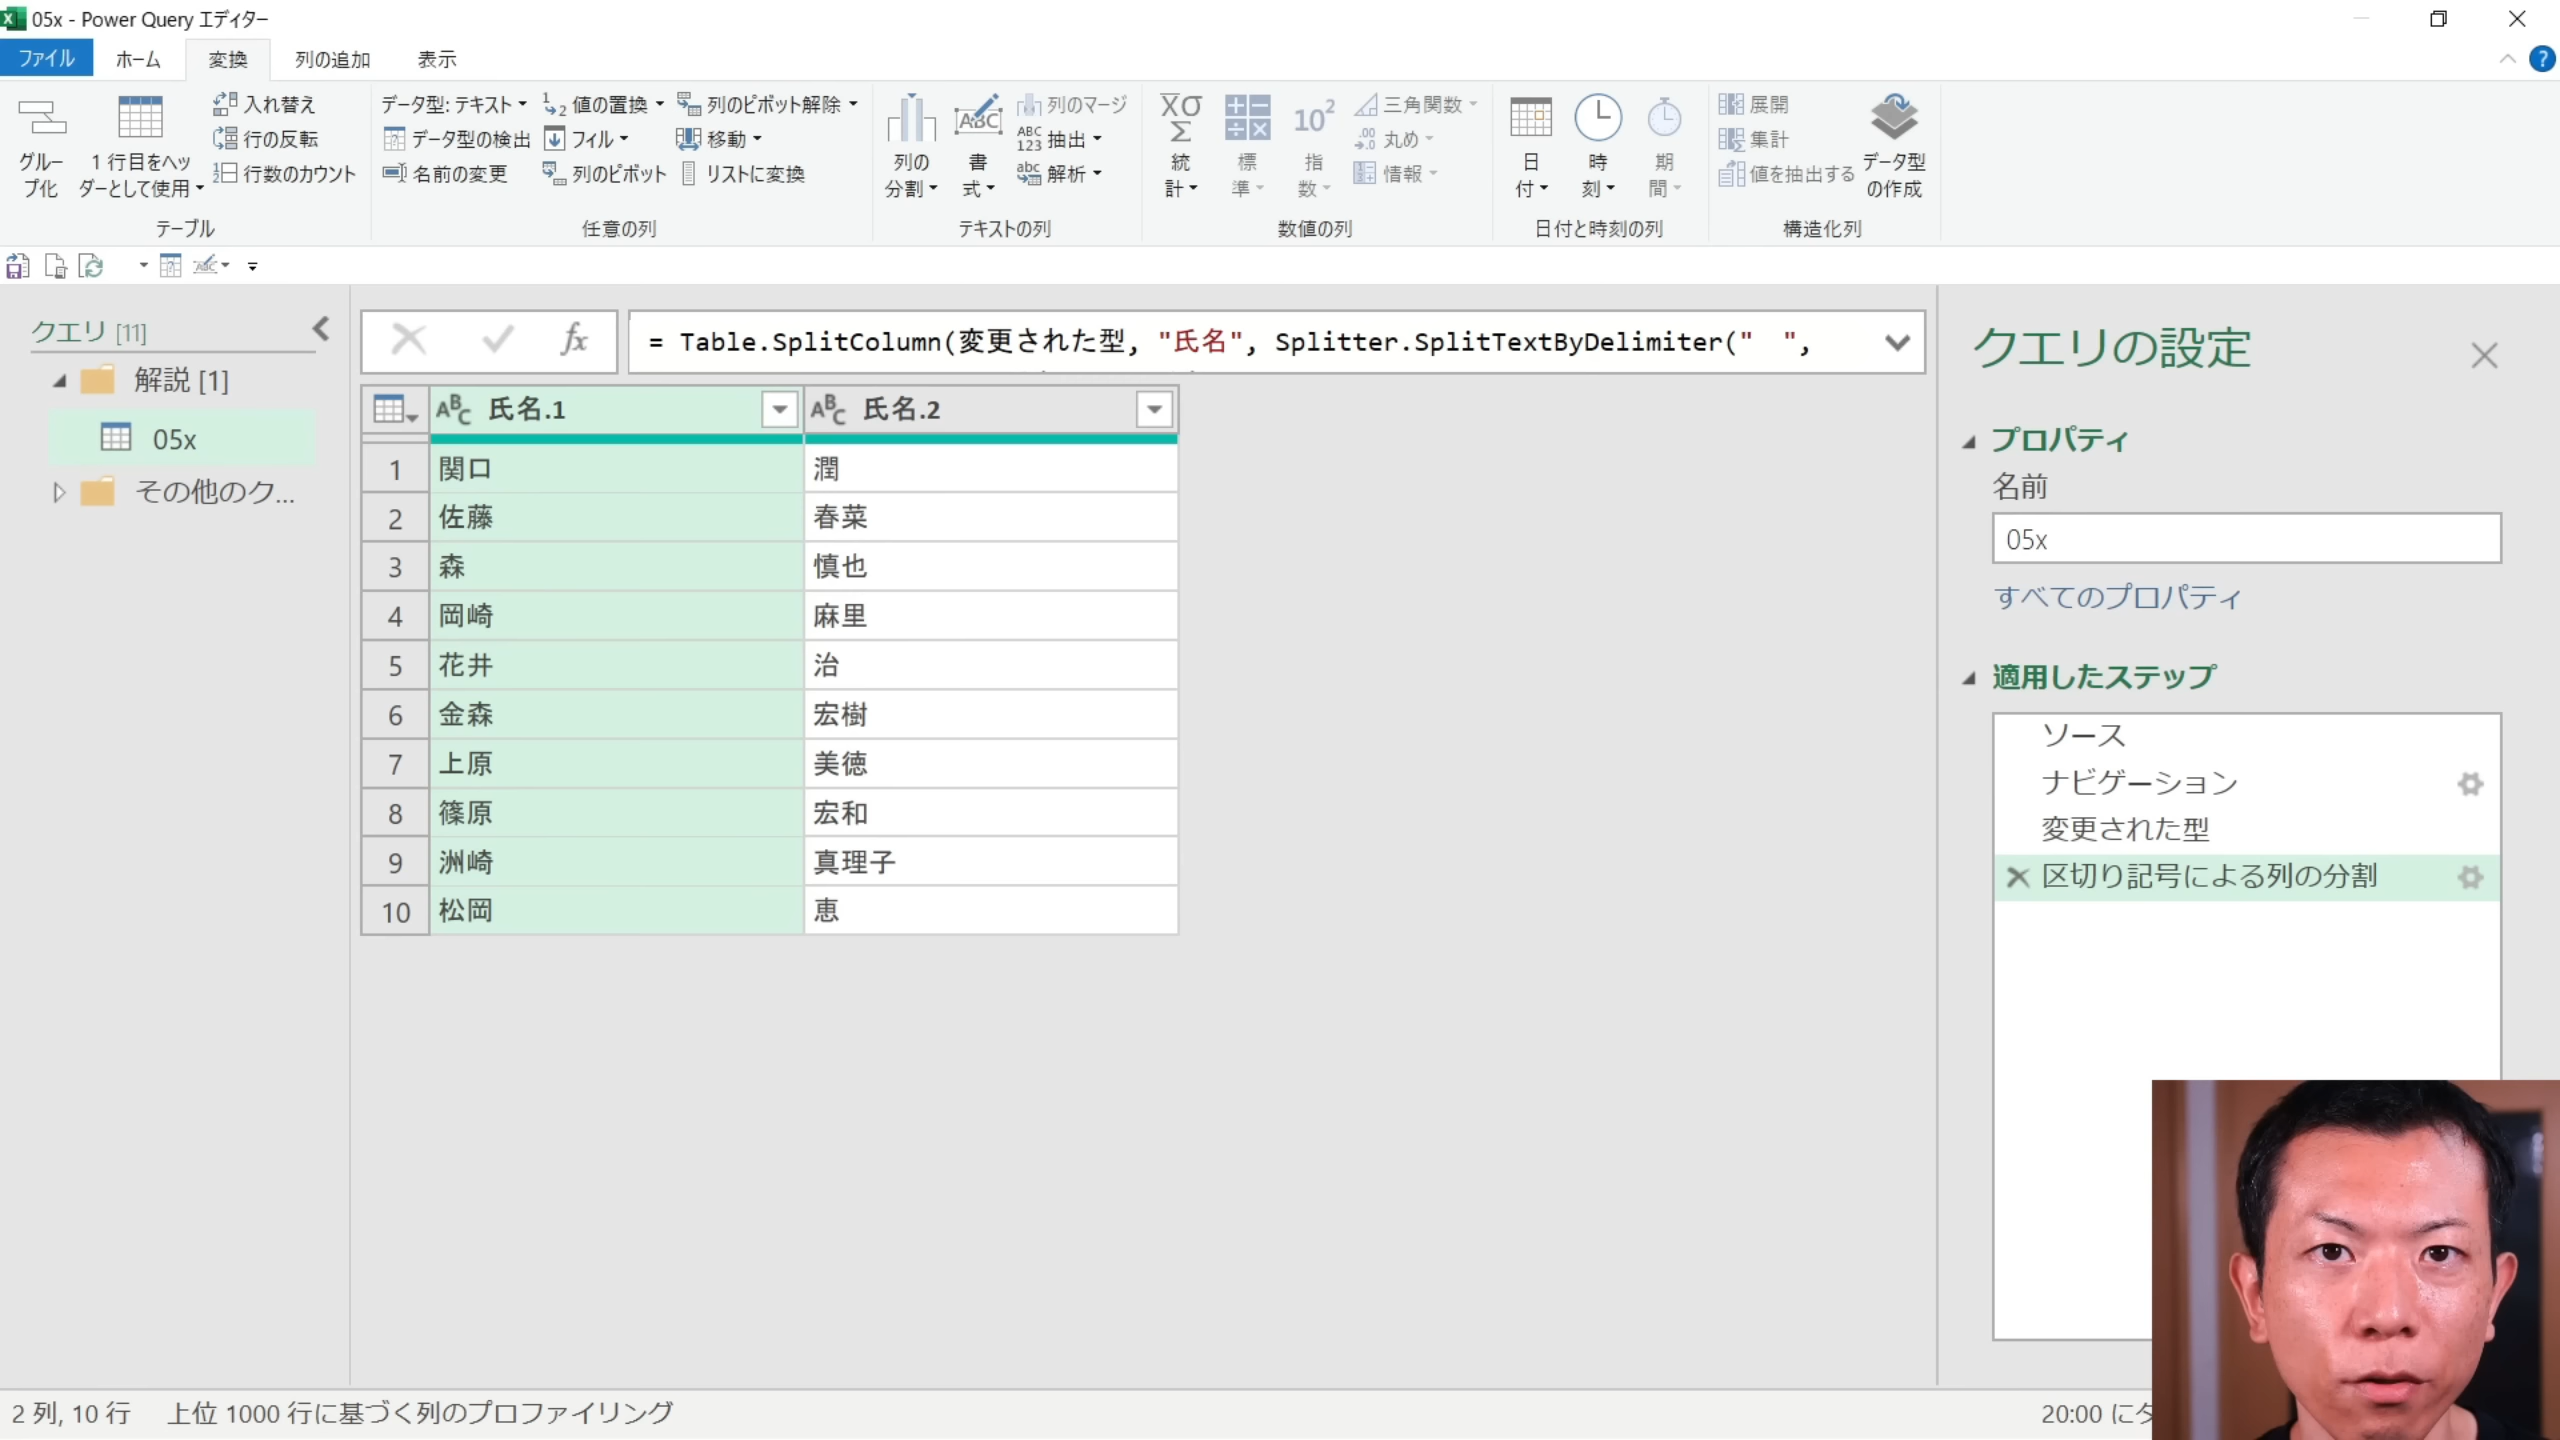 05x - Power Query エディター
ファイル ホーム 変換 列の追加 表示
グループ化
1 行目をヘッダーとして使用
入れ替え
行の反転
行数のカウント
テーブル
データ型: テキスト
データ型の検出
名前の変更
値の置換
フィル
列のピボット
列のピボット解除
移動
リストに変換
任意の列
列の分割
書式
列のマージ
抽出
解析
テキストの列
統計
標準
指数
三角関数
丸め
情報
数値の列
日付
時刻
期間
日付と時刻の列
展開
集計
値を抽出する
データ型の作成
構造化列
クエリ [11]
解説 [1]
05x
その他のク...
= Table.SplitColumn(変更された型, "氏名", Splitter.SplitTextByDelimiter("　",
氏名.1 氏名.2
1 関口 潤
2 佐藤 春菜
3 森 慎也
4 岡崎 麻里
5 花井 治
6 金森 宏樹
7 上原 美徳
8 篠原 宏和
9 洲崎 真理子
10 松岡 恵
クエリの設定
プロパティ
名前
05x
すべてのプロパティ
適用したステップ
ソース
ナビゲーション
変更された型
区切り記号による列の分割
2 列, 10 行 上位 1000 行に基づく列のプロファイリング
20:00 に